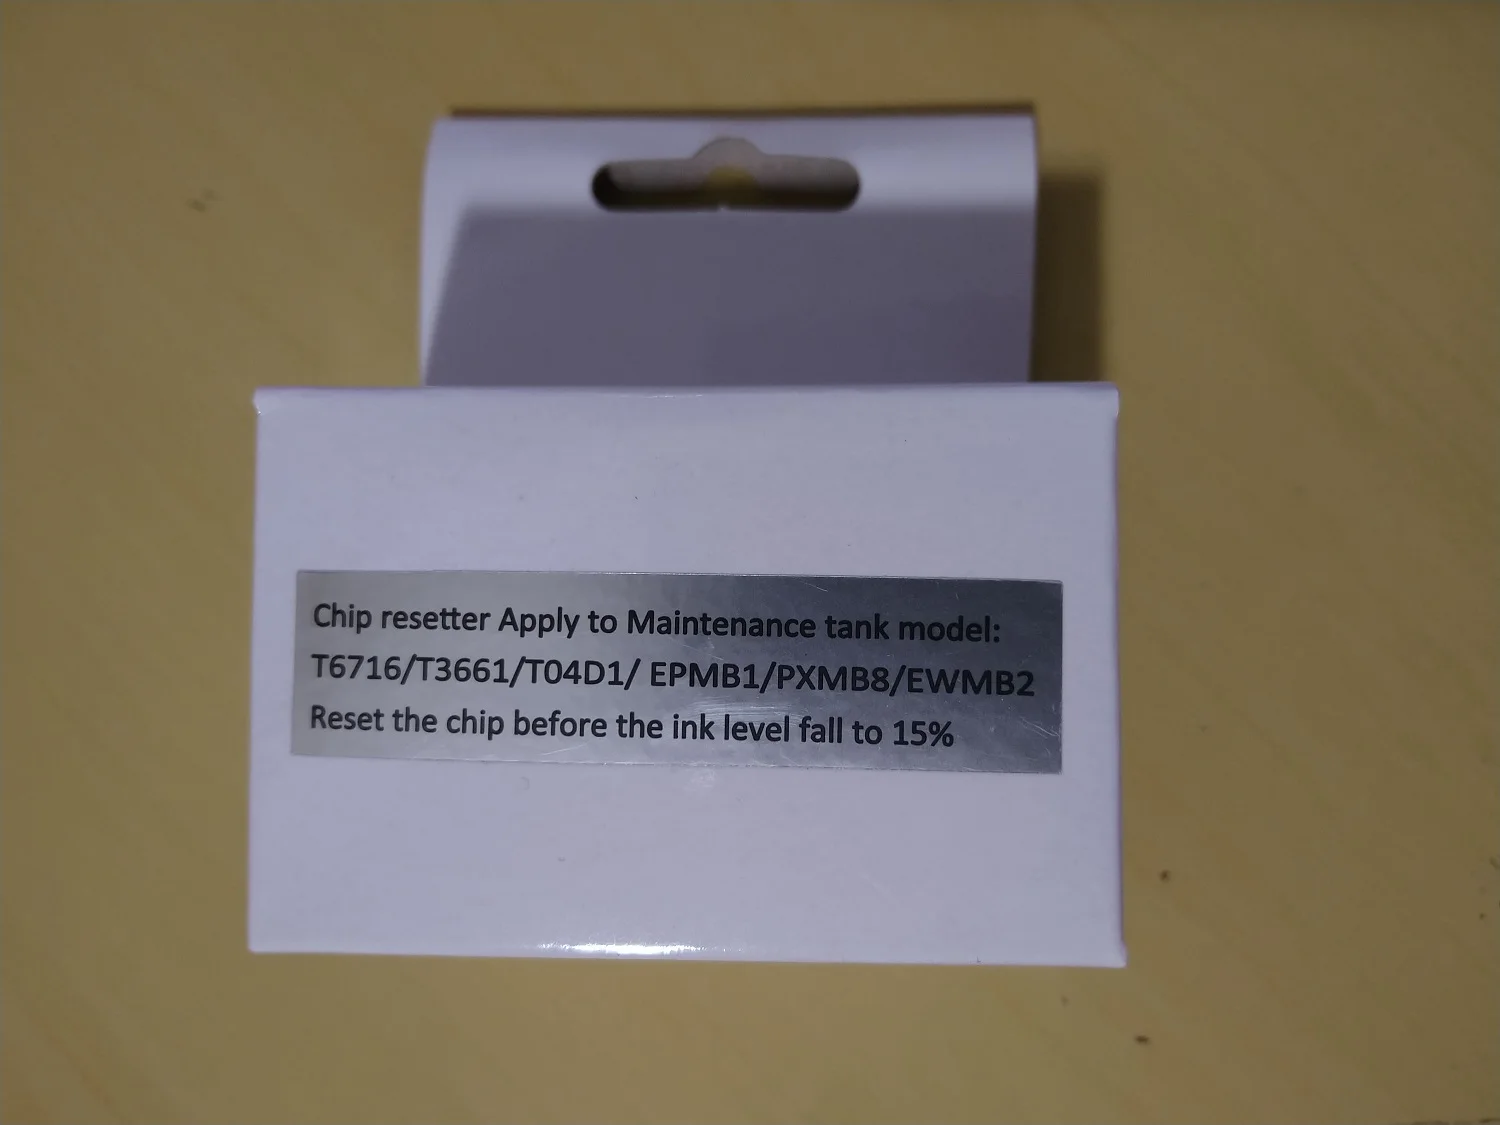 Chip resetter Apply to Maintenance tank model:
T6716/T3661/T04D1/ EPMB1/PXMB8/EWMB2
Reset the chip before the ink level fall to 15%